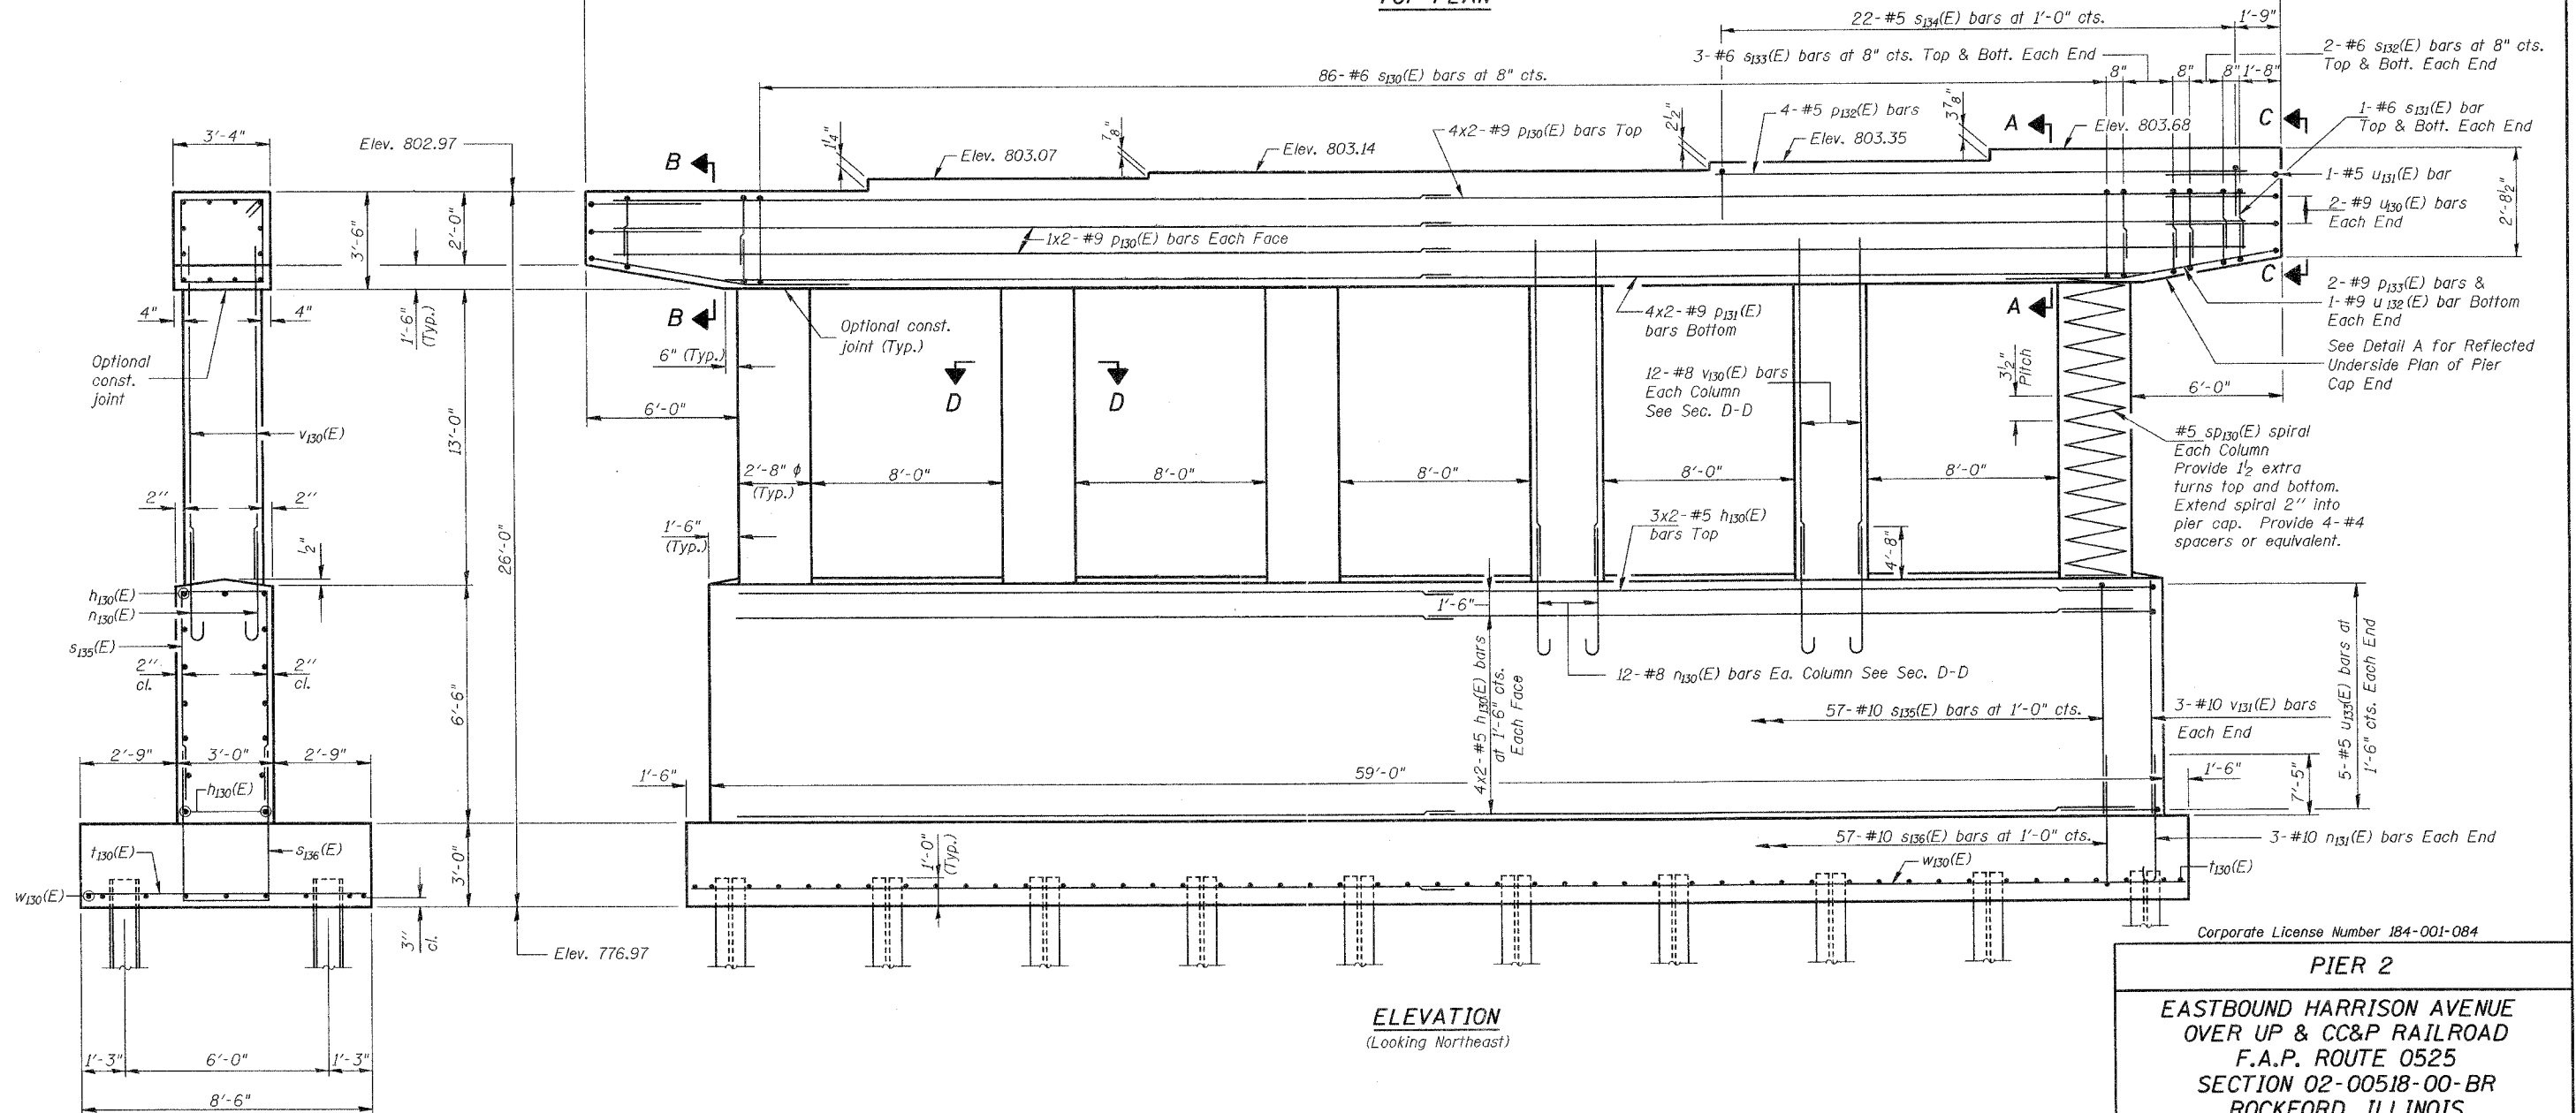 TOP PLAN
22-#5 s134(E) bars at 1'-0" cts.
1'-9"
3-#6 s133(E) bars at 8" cts. Top & Bott. Each End
2-#6 s132(E) bars at 8" cts.
Top & Bott. Each End
86-#6 s130(E) bars at 8" cts.
8"
8"
8"
1'-8"
1-#6 s131(E) bar
Top & Bott. Each End
3'-4"
Elev. 802.97
B
1¼"
Elev. 803.07
7/8"
Elev. 803.14
4x2-#9 p130(E) bars Top
2½"
4-#5 p132(E) bars
Elev. 803.35
3 7/8"
A
Elev. 803.68
C
1-#5 u131(E) bar
2-#9 u130(E) bars
Each End
2'-8½"
3'-6"
2'-0"
1x2-#9 p130(E) bars Each Face
C
2-#9 p133(E) bars &
1-#9 u132(E) bar Bottom
Each End
4"
4"
1'-6"
(Typ.)
B
Optional const.
joint (Typ.)
4x2-#9 p131(E)
bars Bottom
A
See Detail A for Reflected
Underside Plan of Pier
Cap End
Optional
const.
joint
6" (Typ.)
D
D
12-#8 v130(E) bars
Each Column
See Sec. D-D
3½"
Pitch
6'-0"
6'-0"
v130(E)
13'-0"
#5 sp130(E) spiral
Each Column
Provide 1½ extra
turns top and bottom.
Extend spiral 2" into
pier cap. Provide 4-#4
spacers or equivalent.
2'-8" φ
(Typ.)
8'-0"
8'-0"
8'-0"
8'-0"
8'-0"
2"
2"
½"
26'-0"
1'-6"
(Typ.)
3x2-#5 h130(E)
bars Top
4'-8"
h130(E)
n130(E)
s135(E)
1'-6"
2"
cl.
2"
cl.
12-#8 n130(E) bars Ea. Column See Sec. D-D
6'-6"
4x2-#5 h130(E) bars
at 1'-6" cts.
Each Face
57-#10 s135(E) bars at 1'-0" cts.
3-#10 v131(E) bars
Each End
5-#5 u133(E) bars at
1'-6" cts. Each End
2'-9"
3'-0"
2'-9"
h130(E)
1'-6"
59'-0"
1'-6"
7'-5"
t130(E)
s136(E)
3'-0"
1'-0"
(Typ.)
57-#10 s136(E) bars at 1'-0" cts.
3-#10 n131(E) bars Each End
w130(E)
t130(E)
w130(E)
3"
cl.
Elev. 776.97
Corporate License Number 184-001-084
PIER 2
ELEVATION
(Looking Northeast)
EASTBOUND HARRISON AVENUE
OVER UP & CC&P RAILROAD
F.A.P. ROUTE 0525
SECTION 02-00518-00-BR
ROCKFORD, ILLINOIS
1'-3"
6'-0"
1'-3"
8'-6"